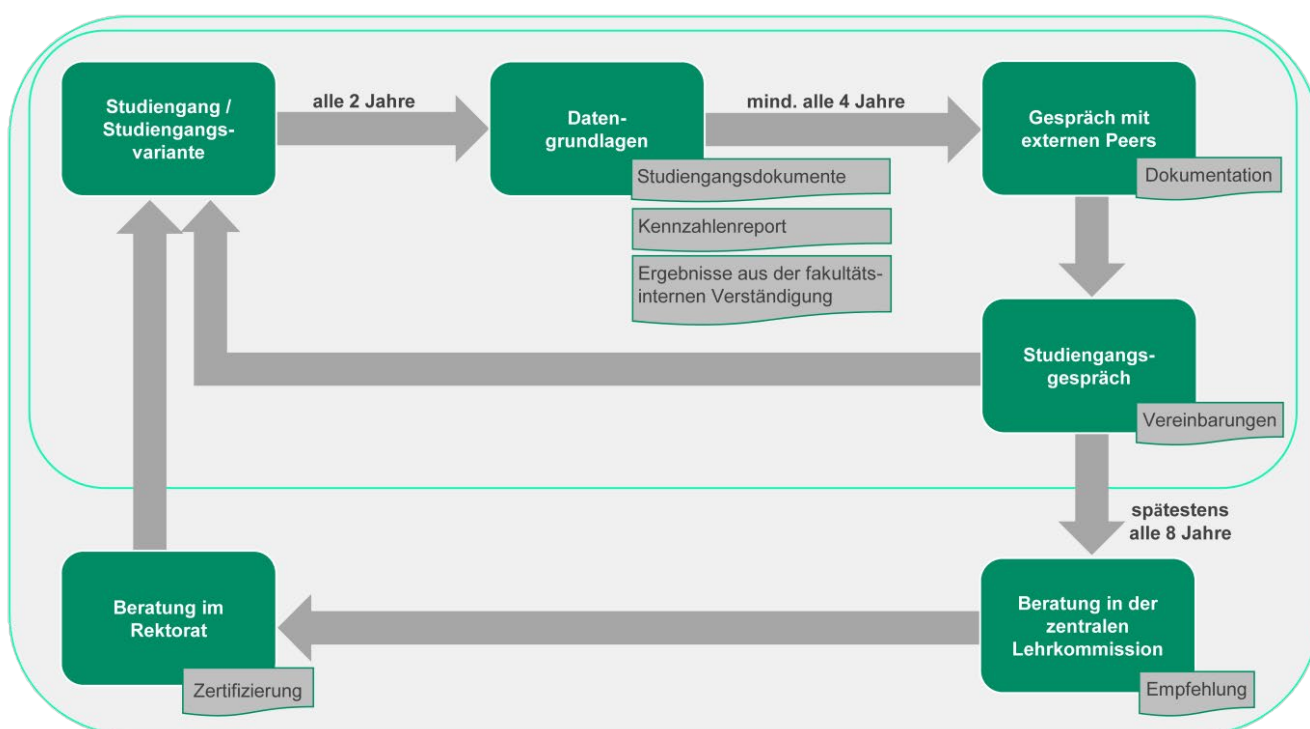 Studiengang /
Studiengangs-
variante
alle 2 Jahre
Daten-
grundlagen
Studiengangsdokumente
Kennzahlenreport
Ergebnisse aus der fakultäts-
internen Verständigung
mind. alle 4 Jahre
Gespräch mit
externen Peers
Dokumentation
Studiengangs-
gespräch
Vereinbarungen
spätestens
alle 8 Jahre
Beratung in der
zentralen
Lehrkommission
Empfehlung
Beratung im
Rektorat
Zertifizierung